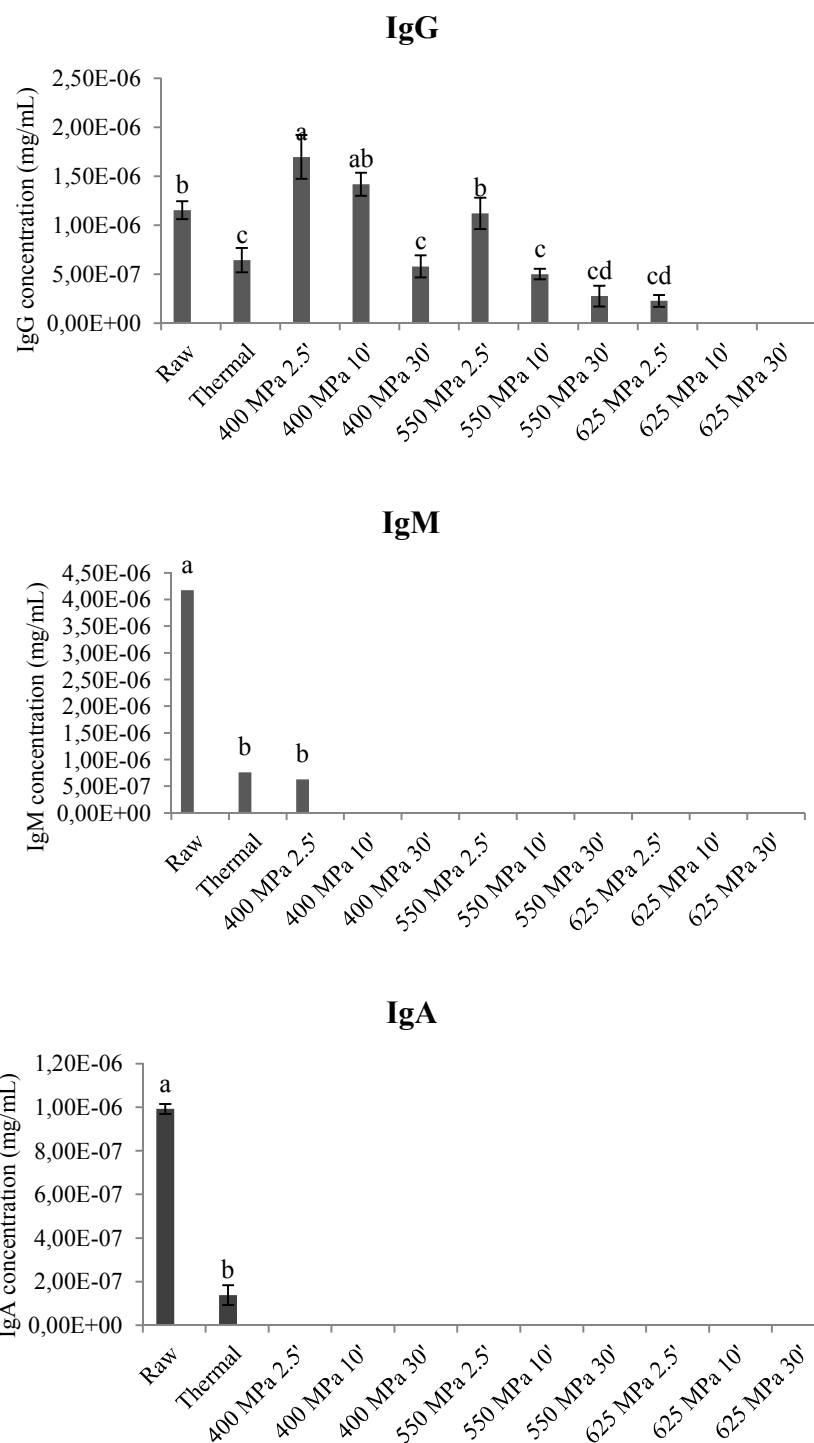 IgG
IgG concentration (mg/mL)
2,50E-06
2,00E-06
1,50E-06
1,00E-06
5,00E-07
0,00E+00
b
c
a
ab
c
b
c
cd
cd
Raw
Thermal
400 MPa 2.5'
400 MPa 10'
400 MPa 30'
550 MPa 2.5'
550 MPa 10'
550 MPa 30'
625 MPa 2.5'
625 MPa 10'
625 MPa 30'
IgM
IgM concentration (mg/mL)
4,50E-06
4,00E-06
3,50E-06
3,00E-06
2,50E-06
2,00E-06
1,50E-06
1,00E-06
5,00E-07
0,00E+00
a
b
b
Raw
Thermal
400 MPa 2.5'
400 MPa 10'
400 MPa 30'
550 MPa 2.5'
550 MPa 10'
550 MPa 30'
625 MPa 2.5'
625 MPa 10'
625 MPa 30'
IgA
IgA concentration (mg/mL)
1,20E-06
1,00E-06
8,00E-07
6,00E-07
4,00E-07
2,00E-07
0,00E+00
a
b
Raw
Thermal
400 MPa 2.5'
400 MPa 10'
400 MPa 30'
550 MPa 2.5'
550 MPa 10'
550 MPa 30'
625 MPa 2.5'
625 MPa 10'
625 MPa 30'